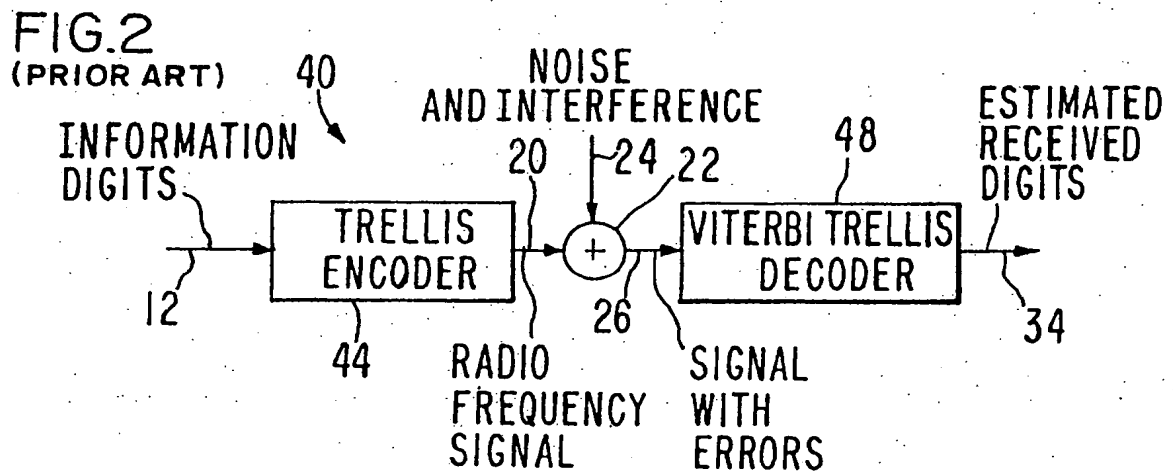 FIG.2
(PRIOR ART)
40
NOISE
AND INTERFERENCE
ESTIMATED
RECEIVED
DIGITS
INFORMATION
DIGITS
20
24
22
48
TRELLIS
ENCODER
+
VITERBI TRELLIS
DECODER
12
44
26
34
RADIO
FREQUENCY
SIGNAL
SIGNAL
WITH
ERRORS